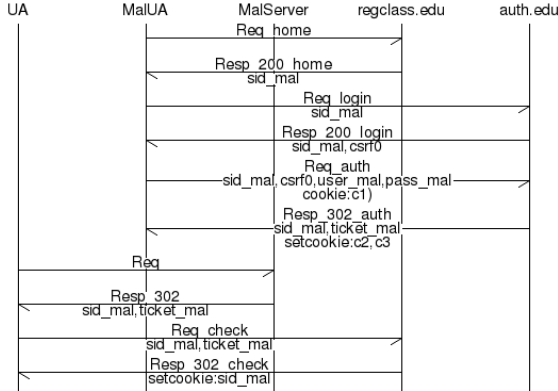 UA MalUA MalServer regclass.edu auth.edu
Req_home
Resp_200_home
sid_mal
Req_login
sid_mal
Resp_200_login
sid_mal,csrf0
Req_auth
sid_mal,csrf0,user_mal,pass_mal
cookie:c1)
Resp_302_auth
sid_mal,ticket_mal
setcookie:c2,c3
Req
Resp_302
sid_mal,ticket_mal
Req_check
sid_mal,ticket_mal
Resp_302_check
setcookie:sid_mal